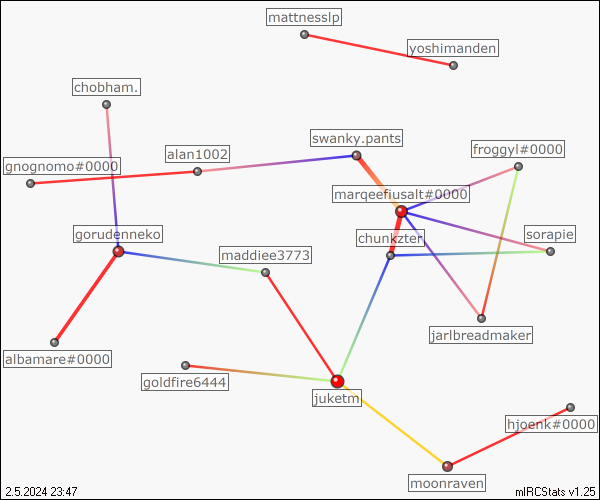 mattnesslp
yoshimanden
chobham.
swanky.pants
froggyl#0000
alan1002
gnognomo#0000
marqeefiusalt#0000
gorudenneko
chunkzter
sorapie
maddiee3773
jarlbreadmaker
albamare#0000
goldfire6444
juketm
hjoenk#0000
moonraven
2.5.2024 23:47
mIRCStats v1.25